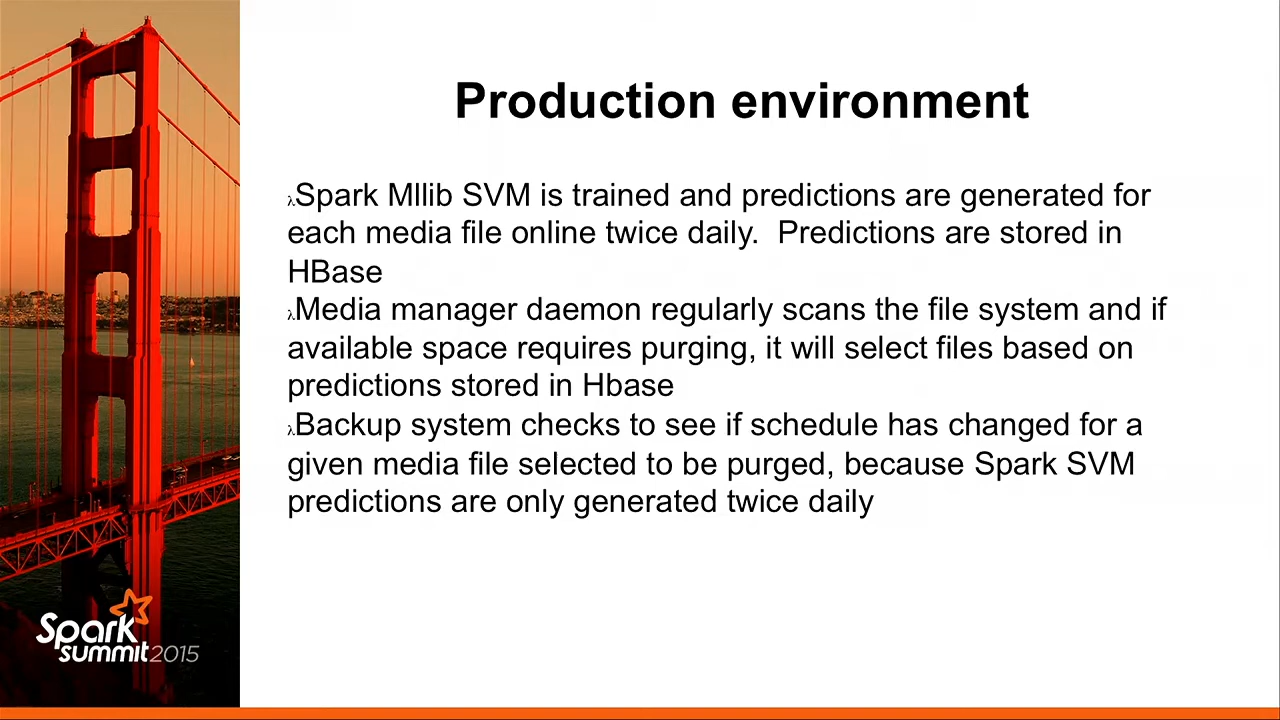 Production environment
λSpark Mllib SVM is trained and predictions are generated for
each media file online twice daily.  Predictions are stored in
HBase
λMedia manager daemon regularly scans the file system and if
available space requires purging, it will select files based on
predictions stored in Hbase
λBackup system checks to see if schedule has changed for a
given media file selected to be purged, because Spark SVM
predictions are only generated twice daily
Spark
summit 2015